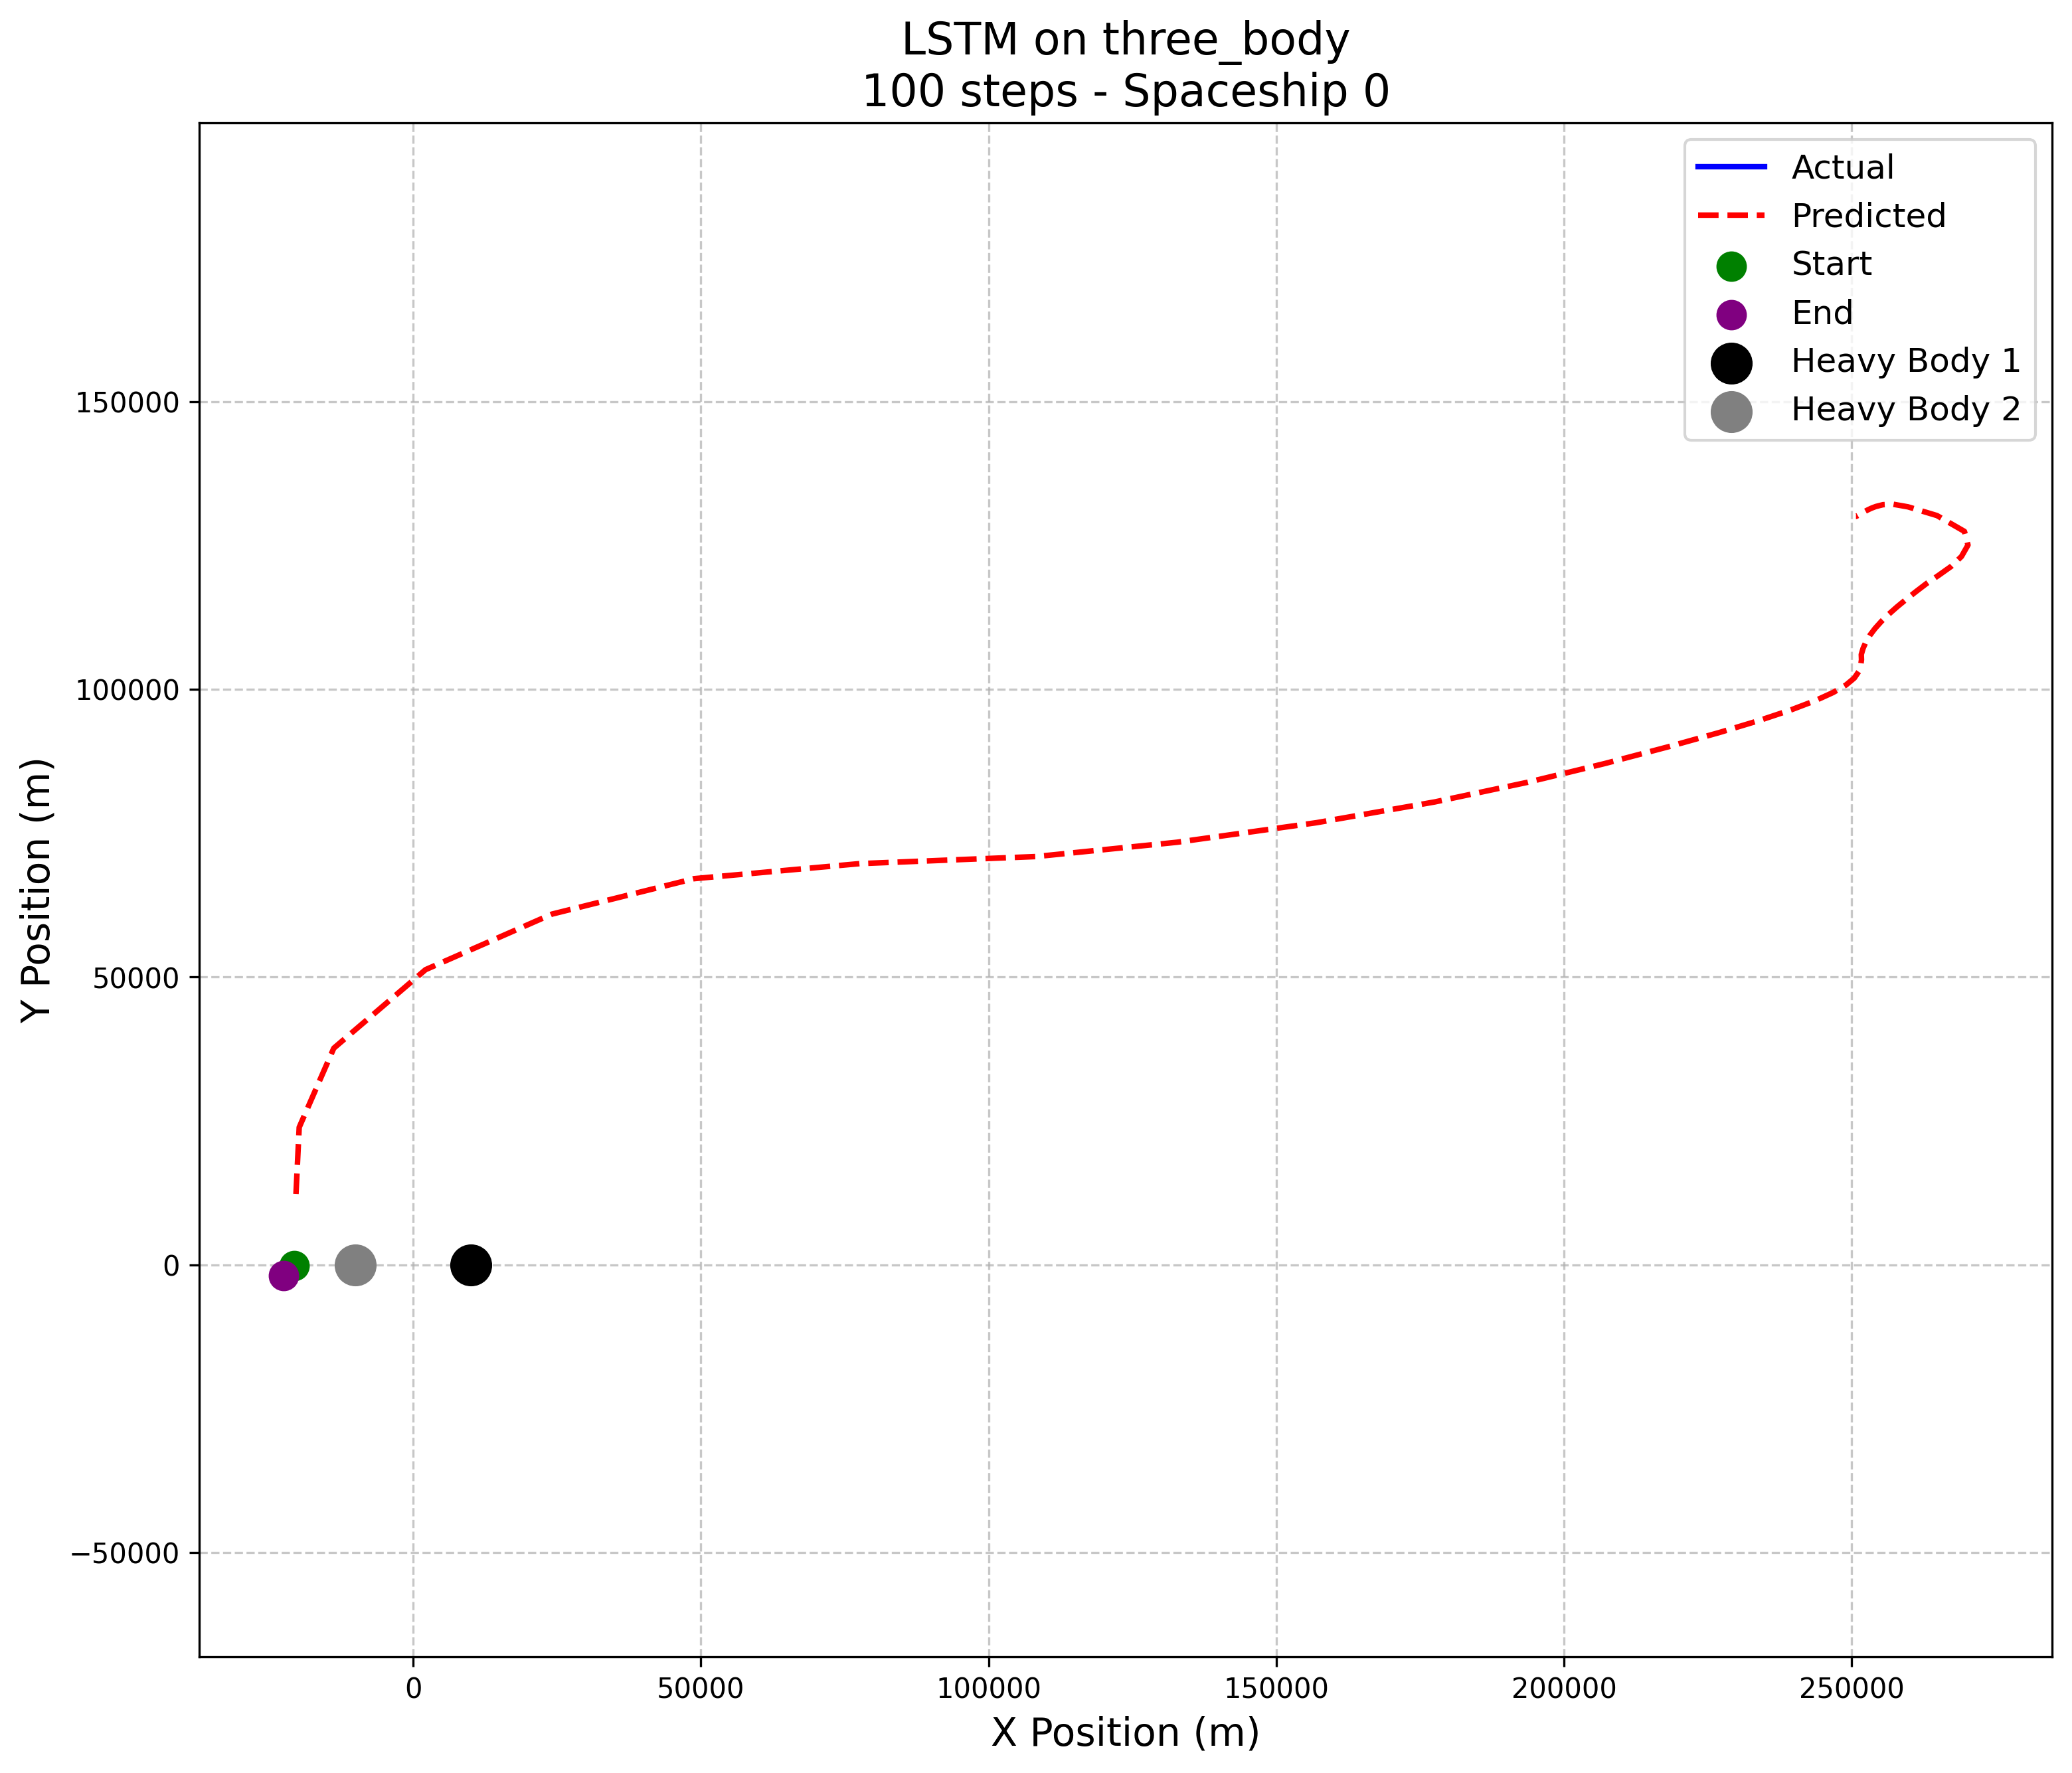 LSTM on three_body
100 steps - Spaceship 0
Actual
Predicted
Start
End
Heavy Body 1
Heavy Body 2
Y Position (m)
150000
100000
50000
0
−50000
0 50000 100000 150000 200000 250000
X Position (m)